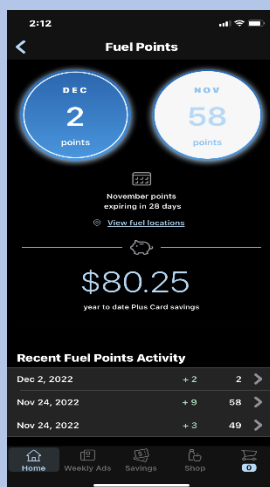 2:12
Fuel Points
DEC NOV
2 58
points points
November points
expiring in 28 days
View fuel locations
$80.25
year to date Plus Card savings
Recent Fuel Points Activity
Dec 2, 2022 + 2 2
Nov 24, 2022 + 9 58
Nov 24, 2022 + 3 49
Home Weekly Ads Savings Shop 0